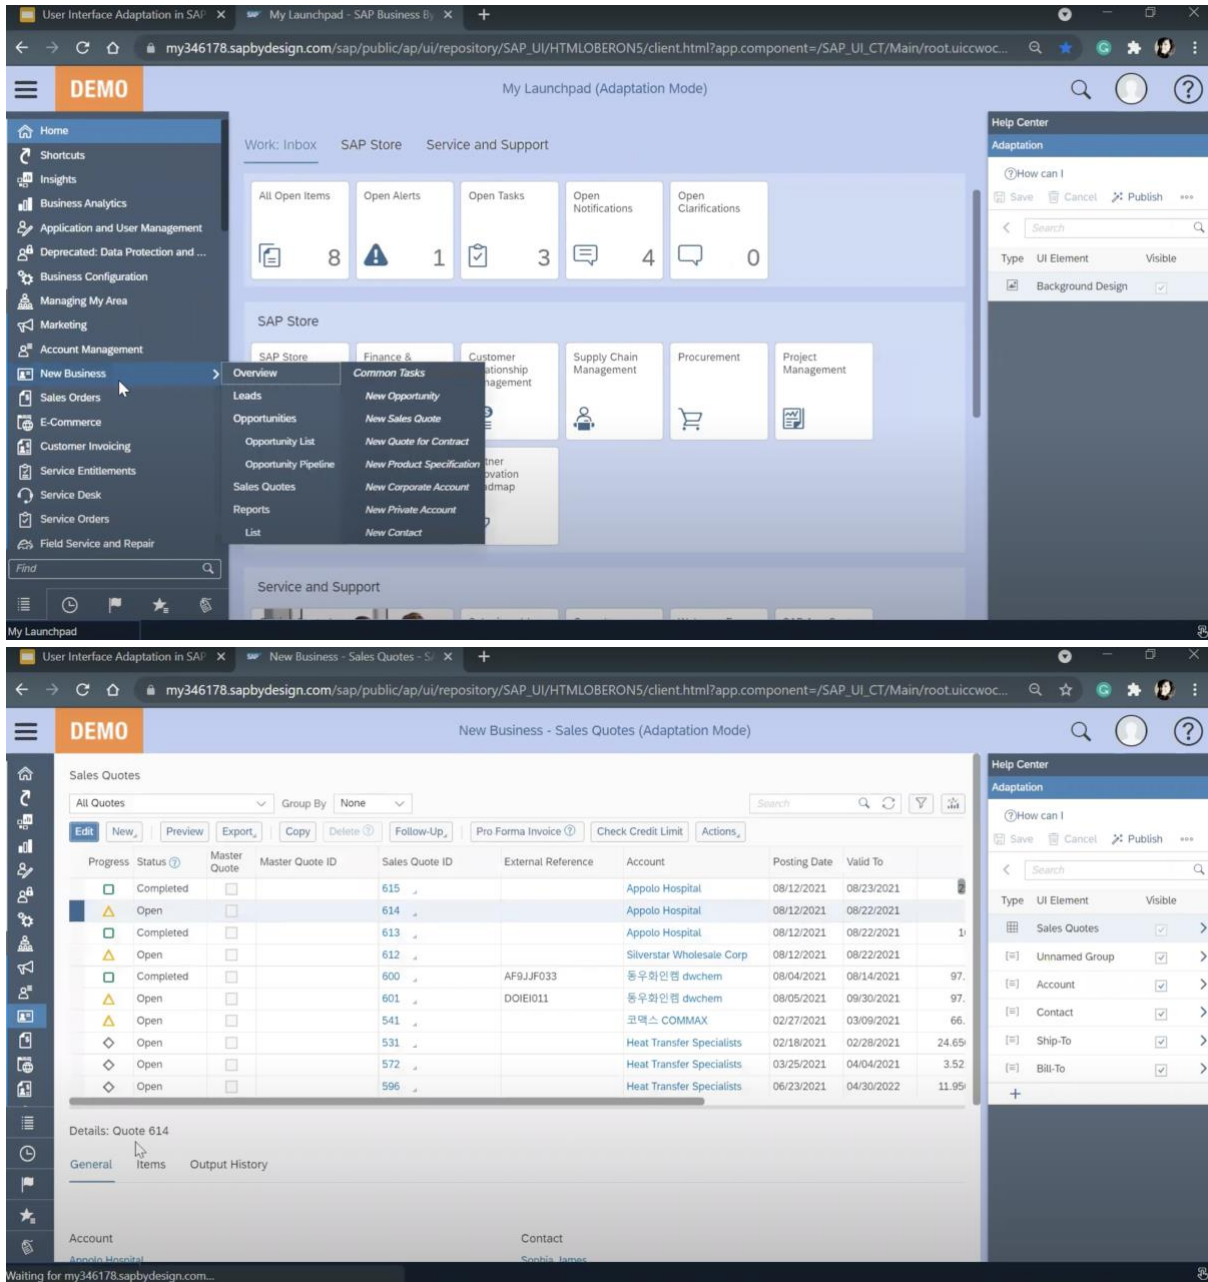 User Interface Adaptation in SAP
My Launchpad - SAP Business By
my346178.sapbydesign.com/sap/public/ap/ui/repository/SAP_UI/HTMLOBERON5/client.html?app.component=/SAP_UI_CT/Main/root.uiccwoc...
DEMO
My Launchpad (Adaptation Mode)
Home
Shortcuts
Insights
Business Analytics
Application and User Management
Deprecated: Data Protection and ...
Business Configuration
Managing My Area
Marketing
Account Management
New Business
Sales Orders
E-Commerce
Customer Invoicing
Service Entitlements
Service Desk
Service Orders
Field Service and Repair
Find
My Launchpad
Overview
Leads
Opportunities
Opportunity List
Opportunity Pipeline
Sales Quotes
Reports
List
Common Tasks
New Opportunity
New Sales Quote
New Quote for Contract
New Product Specification
New Corporate Account
New Private Account
New Contact
Work: Inbox SAP Store Service and Support
All Open Items 8
Open Alerts 1
Open Tasks 3
Open Notifications 4
Open Clarifications 0
SAP Store
SAP Store
Finance &
Customer
ationship
nagement
Supply Chain
Management
Procurement
Project
Management
tner
ovation
dmap
Service and Support
Help Center
Adaptation
How can I
Save Cancel Publish
Search
Type UI Element Visible
Background Design
User Interface Adaptation in SAP
New Business - Sales Quotes - S
my346178.sapbydesign.com/sap/public/ap/ui/repository/SAP_UI/HTMLOBERON5/client.html?app.component=/SAP_UI_CT/Main/root.uiccwoc...
DEMO
New Business - Sales Quotes (Adaptation Mode)
Sales Quotes
All Quotes Group By None Search
Edit New Preview Export Copy Delete Follow-Up Pro Forma Invoice Check Credit Limit Actions
Progress Status Master Quote Master Quote ID Sales Quote ID External Reference Account Posting Date Valid To
Completed 615 Appolo Hospital 08/12/2021 08/23/2021 2
Open 614 Appolo Hospital 08/12/2021 08/22/2021
Completed 613 Appolo Hospital 08/12/2021 08/22/2021 1
Open 612 Silverstar Wholesale Corp 08/12/2021 08/22/2021
Completed 600 AF9JJF033 동우화인켐 dwchem 08/04/2021 08/14/2021 97.
Open 601 DOIEI011 동우화인켐 dwchem 08/05/2021 09/30/2021 97.
Open 541 코맥스 COMMAX 02/27/2021 03/09/2021 66.
Open 531 Heat Transfer Specialists 02/18/2021 02/28/2021 24.65
Open 572 Heat Transfer Specialists 03/25/2021 04/04/2021 3.52
Open 596 Heat Transfer Specialists 06/23/2021 04/30/2022 11.95
Details: Quote 614
General Items Output History
Account Contact
Appolo Hospital Sophia James
Waiting for my346178.sapbydesign.com...
Help Center
Adaptation
How can I
Save Cancel Publish
Search
Type UI Element Visible
Sales Quotes
Unnamed Group
Account
Contact
Ship-To
Bill-To